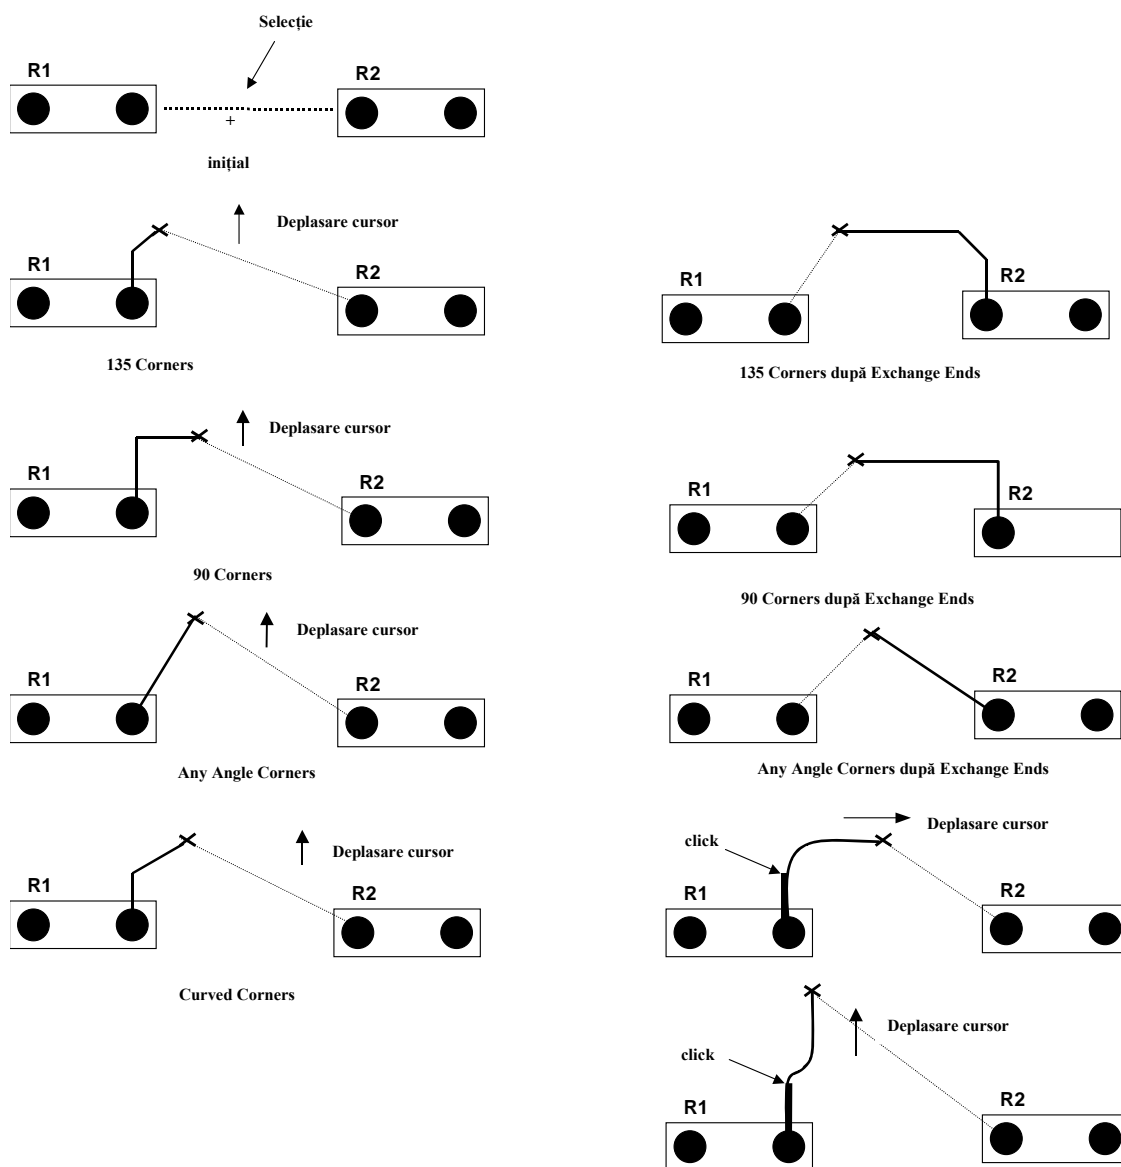 Selecție
R1
R2
+
inițial
Deplasare cursor
R1
R2
135 Corners
R1
R2
135 Corners după Exchange Ends
Deplasare cursor
R1
R2
90 Corners
R1
R2
90 Corners după Exchange Ends
Deplasare cursor
R1
R2
Any Angle Corners
R1
R2
Any Angle Corners după Exchange Ends
Deplasare cursor
R1
R2
Curved Corners
Deplasare cursor
click
R1
R2
Deplasare cursor
click
R1
R2